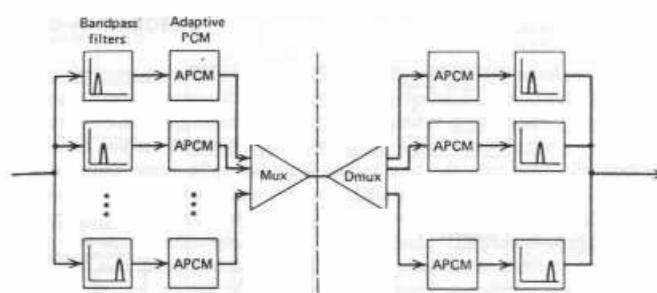 Bandpass Adaptive
filters PCM
APCM APCM
APCM APCM
Mux Dmux
APCM APCM